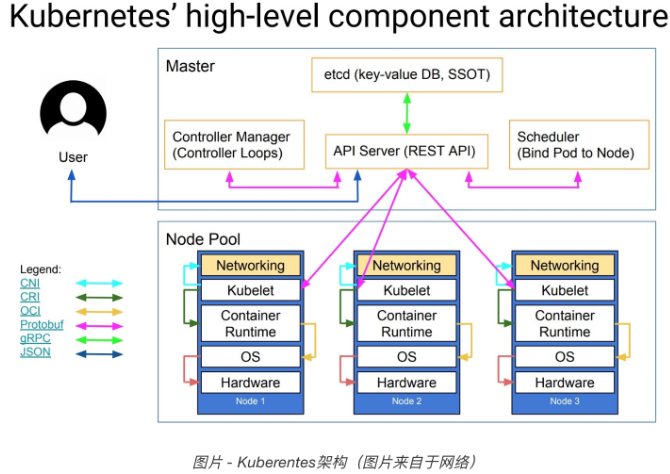 Kubernetes' high-level component architecture
Master
etcd (key-value DB, SSOT)
Controller Manager
(Controller Loops)
API Server (REST API)
Scheduler
(Bind Pod to Node)
User
Node Pool
Legend:
CNI
CRI
OCI
Protobuf
gRPC
JSON
Networking
Kubelet
Container
Runtime
OS
Hardware
Node 1
Networking
Kubelet
Container
Runtime
OS
Hardware
Node 2
Networking
Kubelet
Container
Runtime
OS
Hardware
Node 3
图片 - Kuberentes架构（图片来自于网络）